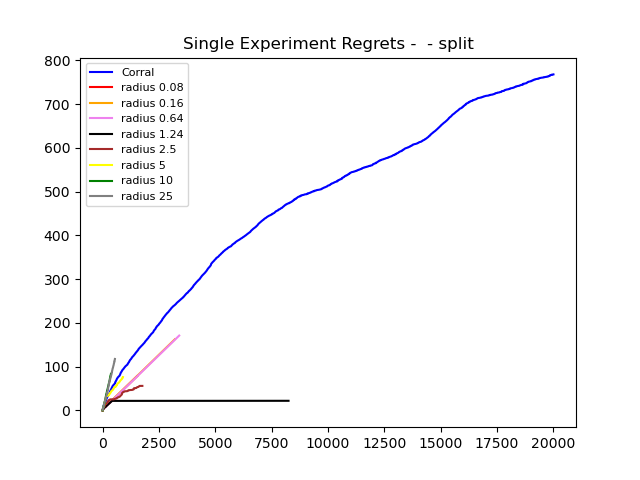 Single Experiment Regrets -  - split
800
700
600
500
400
300
200
100
0
Corral
radius 0.08
radius 0.16
radius 0.64
radius 1.24
radius 2.5
radius 5
radius 10
radius 25
0 2500 5000 7500 10000 12500 15000 17500 20000